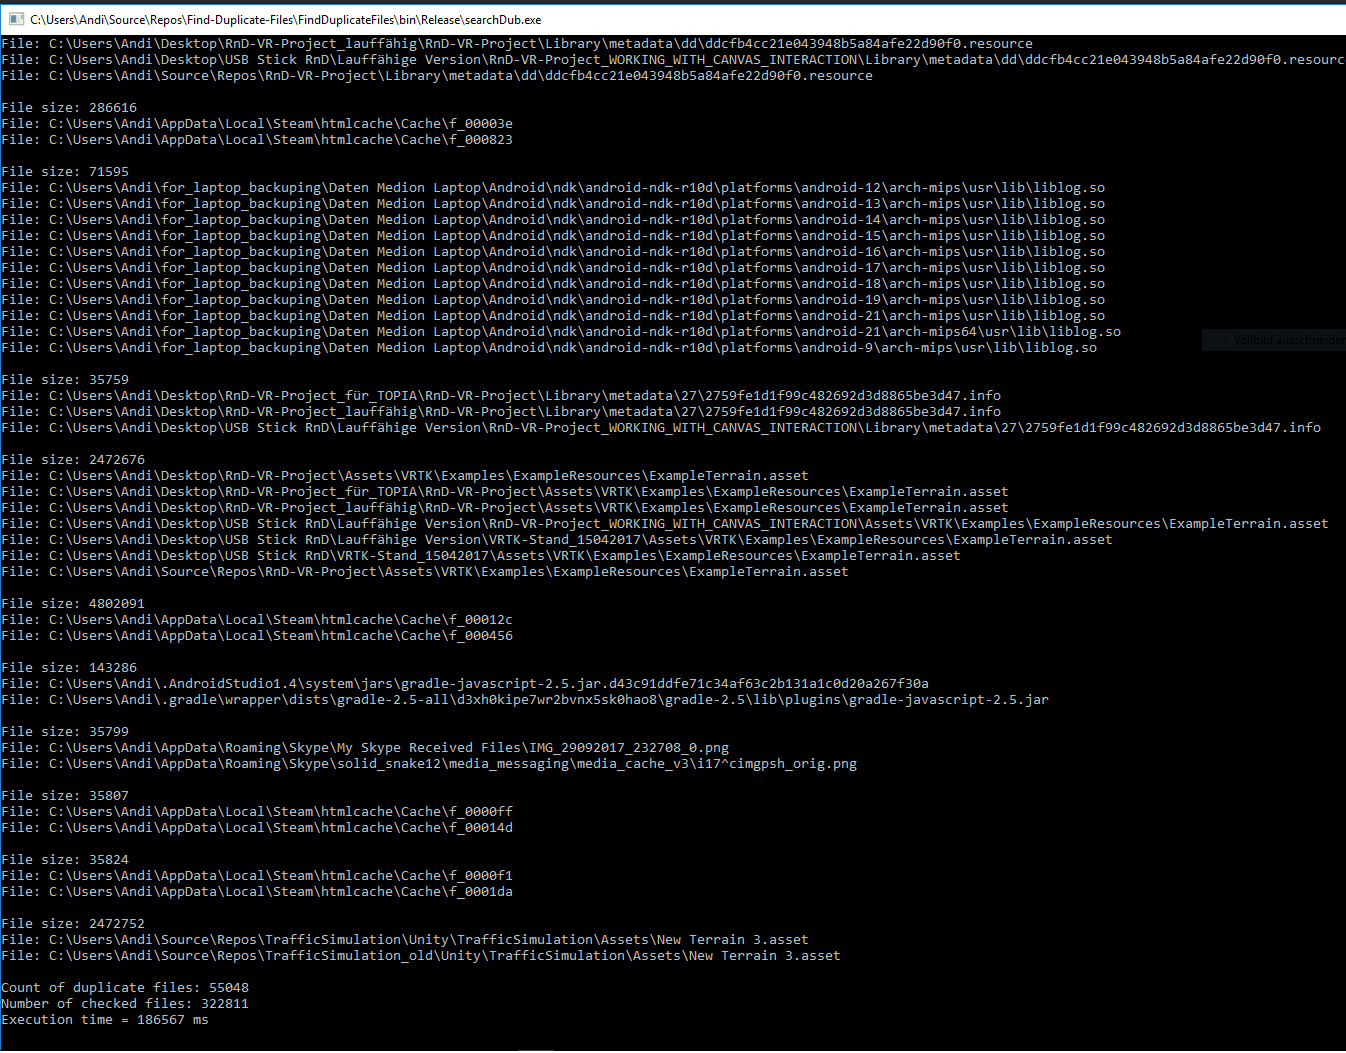 C:\Users\Andi\Source\Repos\Find-Duplicate-Files\FindDuplicateFiles\bin\Release\searchDub.exe
File: C:\Users\Andi\Desktop\RnD-VR-Project_lauffähig\RnD-VR-Project\Library\metadata\dd\ddcfb4cc21e043948b5a84afe22d90f0.resource
File: C:\Users\Andi\Desktop\USB Stick RnD\Lauffähige Version\RnD-VR-Project_WORKING_WITH_CANVAS_INTERACTION\Library\metadata\dd\ddcfb4cc21e043948b5a84afe22d90f0.resourc
File: C:\Users\Andi\Source\Repos\RnD-VR-Project\Library\metadata\dd\ddcfb4cc21e043948b5a84afe22d90f0.resource
File size: 286616
File: C:\Users\Andi\AppData\Local\Steam\htmlcache\Cache\f_00003e
File: C:\Users\Andi\AppData\Local\Steam\htmlcache\Cache\f_000823
File size: 71595
File: C:\Users\Andi\for_laptop_backuping\Daten Medion Laptop\Android\ndk\android-ndk-r10d\platforms\android-12\arch-mips\usr\lib\liblog.so
File: C:\Users\Andi\for_laptop_backuping\Daten Medion Laptop\Android\ndk\android-ndk-r10d\platforms\android-13\arch-mips\usr\lib\liblog.so
File: C:\Users\Andi\for_laptop_backuping\Daten Medion Laptop\Android\ndk\android-ndk-r10d\platforms\android-14\arch-mips\usr\lib\liblog.so
File: C:\Users\Andi\for_laptop_backuping\Daten Medion Laptop\Android\ndk\android-ndk-r10d\platforms\android-15\arch-mips\usr\lib\liblog.so
File: C:\Users\Andi\for_laptop_backuping\Daten Medion Laptop\Android\ndk\android-ndk-r10d\platforms\android-16\arch-mips\usr\lib\liblog.so
File: C:\Users\Andi\for_laptop_backuping\Daten Medion Laptop\Android\ndk\android-ndk-r10d\platforms\android-17\arch-mips\usr\lib\liblog.so
File: C:\Users\Andi\for_laptop_backuping\Daten Medion Laptop\Android\ndk\android-ndk-r10d\platforms\android-18\arch-mips\usr\lib\liblog.so
File: C:\Users\Andi\for_laptop_backuping\Daten Medion Laptop\Android\ndk\android-ndk-r10d\platforms\android-19\arch-mips\usr\lib\liblog.so
File: C:\Users\Andi\for_laptop_backuping\Daten Medion Laptop\Android\ndk\android-ndk-r10d\platforms\android-21\arch-mips\usr\lib\liblog.so
File: C:\Users\Andi\for_laptop_backuping\Daten Medion Laptop\Android\ndk\android-ndk-r10d\platforms\android-21\arch-mips64\usr\lib\liblog.so
Vollbild ausschneiden
File: C:\Users\Andi\for_laptop_backuping\Daten Medion Laptop\Android\ndk\android-ndk-r10d\platforms\android-9\arch-mips\usr\lib\liblog.so
File size: 35759
File: C:\Users\Andi\Desktop\RnD-VR-Project_für_TOPIA\RnD-VR-Project\Library\metadata\27\2759fe1d1f99c482692d3d8865be3d47.info
File: C:\Users\Andi\Desktop\RnD-VR-Project_lauffähig\RnD-VR-Project\Library\metadata\27\2759fe1d1f99c482692d3d8865be3d47.info
File: C:\Users\Andi\Desktop\USB Stick RnD\Lauffähige Version\RnD-VR-Project_WORKING_WITH_CANVAS_INTERACTION\Library\metadata\27\2759fe1d1f99c482692d3d8865be3d47.info
File size: 2472676
File: C:\Users\Andi\Desktop\RnD-VR-Project\Assets\VRTK\Examples\ExampleResources\ExampleTerrain.asset
File: C:\Users\Andi\Desktop\RnD-VR-Project_für_TOPIA\RnD-VR-Project\Assets\VRTK\Examples\ExampleResources\ExampleTerrain.asset
File: C:\Users\Andi\Desktop\RnD-VR-Project_lauffähig\RnD-VR-Project\Assets\VRTK\Examples\ExampleResources\ExampleTerrain.asset
File: C:\Users\Andi\Desktop\USB Stick RnD\Lauffähige Version\RnD-VR-Project_WORKING_WITH_CANVAS_INTERACTION\Assets\VRTK\Examples\ExampleResources\ExampleTerrain.asset
File: C:\Users\Andi\Desktop\USB Stick RnD\Lauffähige Version\VRTK-Stand_15042017\Assets\VRTK\Examples\ExampleResources\ExampleTerrain.asset
File: C:\Users\Andi\Desktop\USB Stick RnD\VRTK-Stand_15042017\Assets\VRTK\Examples\ExampleResources\ExampleTerrain.asset
File: C:\Users\Andi\Source\Repos\RnD-VR-Project\Assets\VRTK\Examples\ExampleResources\ExampleTerrain.asset
File size: 4802091
File: C:\Users\Andi\AppData\Local\Steam\htmlcache\Cache\f_00012c
File: C:\Users\Andi\AppData\Local\Steam\htmlcache\Cache\f_000456
File size: 143286
File: C:\Users\Andi\.AndroidStudio1.4\system\jars\gradle-javascript-2.5.jar.d43c91ddfe71c34af63c2b131a1c0d20a267f30a
File: C:\Users\Andi\.gradle\wrapper\dists\gradle-2.5-all\d3xh0kipe7wr2bvnx5sk0hao8\gradle-2.5\lib\plugins\gradle-javascript-2.5.jar
File size: 35799
File: C:\Users\Andi\AppData\Roaming\Skype\My Skype Received Files\IMG_29092017_232708_0.png
File: C:\Users\Andi\AppData\Roaming\Skype\solid_snake12\media_messaging\media_cache_v3\i17^cimgpsh_orig.png
File size: 35807
File: C:\Users\Andi\AppData\Local\Steam\htmlcache\Cache\f_0000ff
File: C:\Users\Andi\AppData\Local\Steam\htmlcache\Cache\f_00014d
File size: 35824
File: C:\Users\Andi\AppData\Local\Steam\htmlcache\Cache\f_0000f1
File: C:\Users\Andi\AppData\Local\Steam\htmlcache\Cache\f_0001da
File size: 2472752
File: C:\Users\Andi\Source\Repos\TrafficSimulation\Unity\TrafficSimulation\Assets\New Terrain 3.asset
File: C:\Users\Andi\Source\Repos\TrafficSimulation_old\Unity\TrafficSimulation\Assets\New Terrain 3.asset
Count of duplicate files: 55048
Number of checked files: 322811
Execution time = 186567 ms